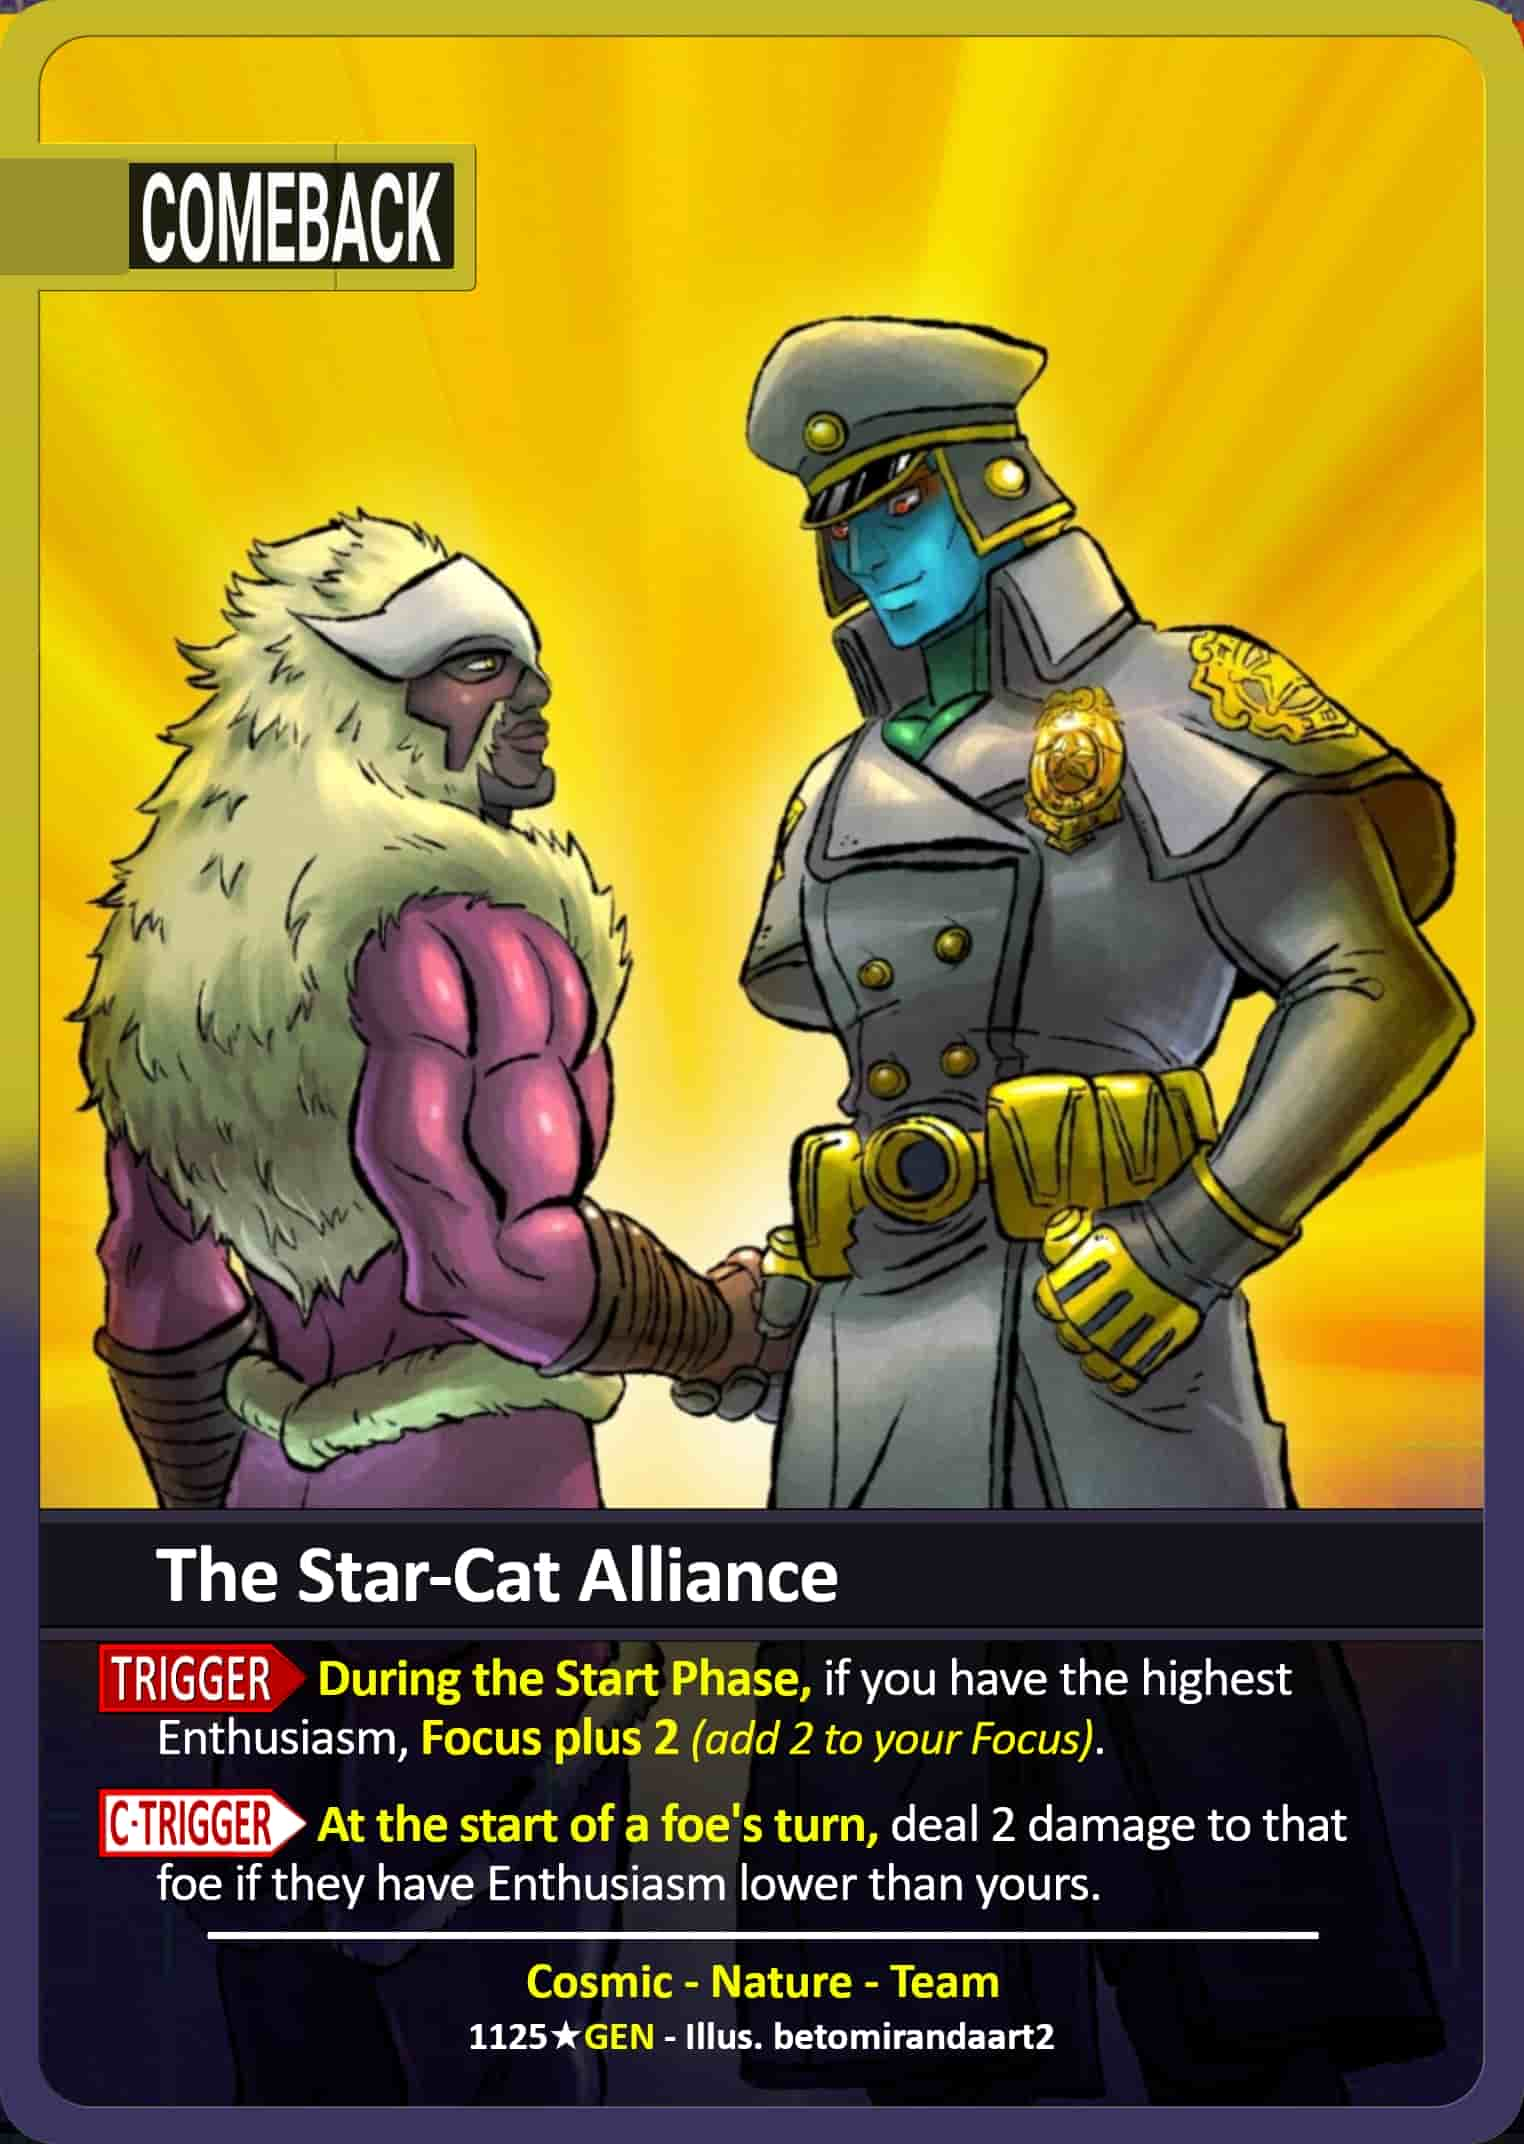 COMEBACK
The Star-Cat Alliance
TRIGGER During the Start Phase, if you have the highest
Enthusiasm, Focus plus 2 (add 2 to your Focus).
C·TRIGGER At the start of a foe's turn, deal 2 damage to that
foe if they have Enthusiasm lower than yours.
Cosmic - Nature - Team
1125★GEN - Illus. betomirandaart2